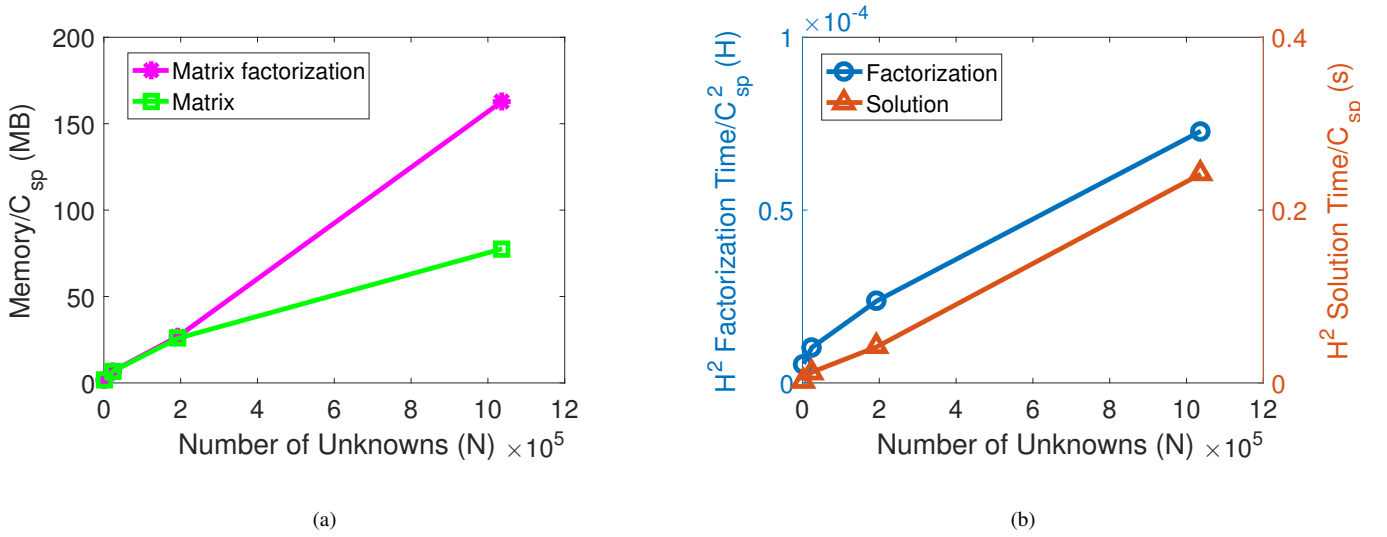 200
150
100
50
0
Memory/C_sp (MB)
Matrix factorization
Matrix
0 2 4 6 8 10 12
Number of Unknowns (N) ×10^5
(a)
×10^-4
1
0.5
0
H^2 Factorization Time/C^2_sp (H)
Factorization
Solution
0.4
0.2
0
H^2 Solution Time/C_sp (s)
0 2 4 6 8 10 12
Number of Unknowns (N) ×10^5
(b)